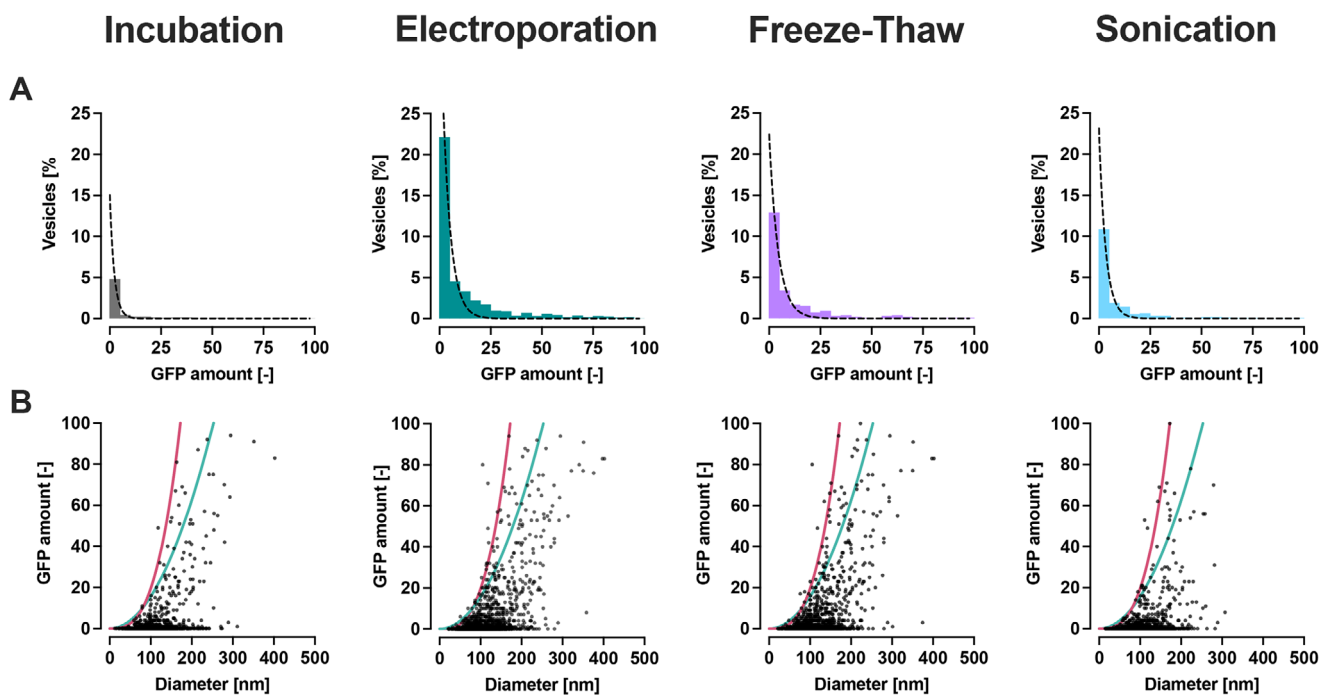 Incubation Electroporation Freeze-Thaw Sonication
A
25 20 15 10 5 0
Vesicles [%]
0 25 50 75 100
GFP amount [-]
25 20 15 10 5 0
Vesicles [%]
0 25 50 75 100
GFP amount [-]
25 20 15 10 5 0
Vesicles [%]
0 25 50 75 100
GFP amount [-]
25 20 15 10 5 0
Vesicles [%]
0 25 50 75 100
GFP amount [-]
B
100 80 60 40 20 0
GFP amount [-]
0 100 200 300 400 500
Diameter [nm]
100 80 60 40 20 0
GFP amount [-]
0 100 200 300 400 500
Diameter [nm]
100 80 60 40 20 0
GFP amount [-]
0 100 200 300 400 500
Diameter [nm]
100 80 60 40 20 0
GFP amount [-]
0 100 200 300 400 500
Diameter [nm]